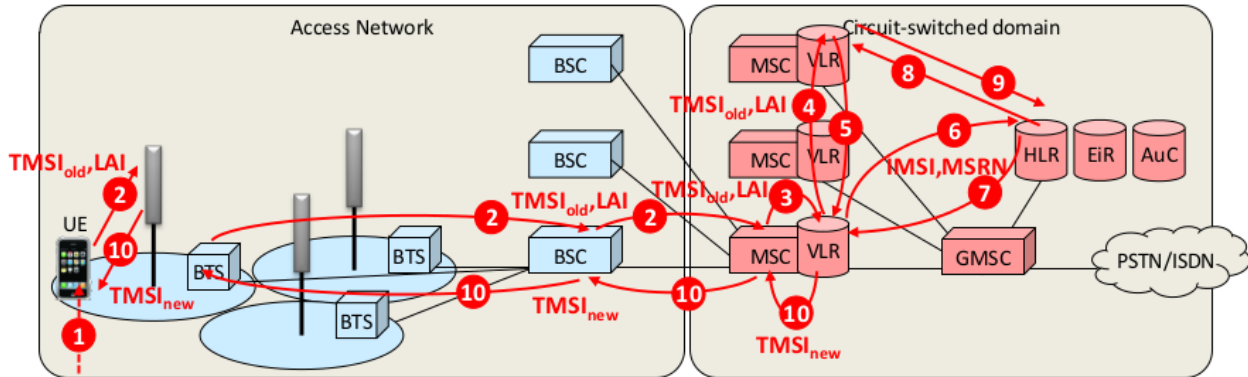 Access Network
Circuit-switched domain
BSC
MSC
VLR
8
9
TMSIold,LAI
4
5
6
BSC
MSC
VLR
HLR
EiR
AuC
TMSIold,LAI
2
IMSI,MSRN
TMSIold,LAI
TMSIold,LAI
3
7
UE
2
2
10
BTS
BTS
BSC
MSC
VLR
GMSC
PSTN/ISDN
TMSInew
10
10
10
1
BTS
TMSInew
TMSInew